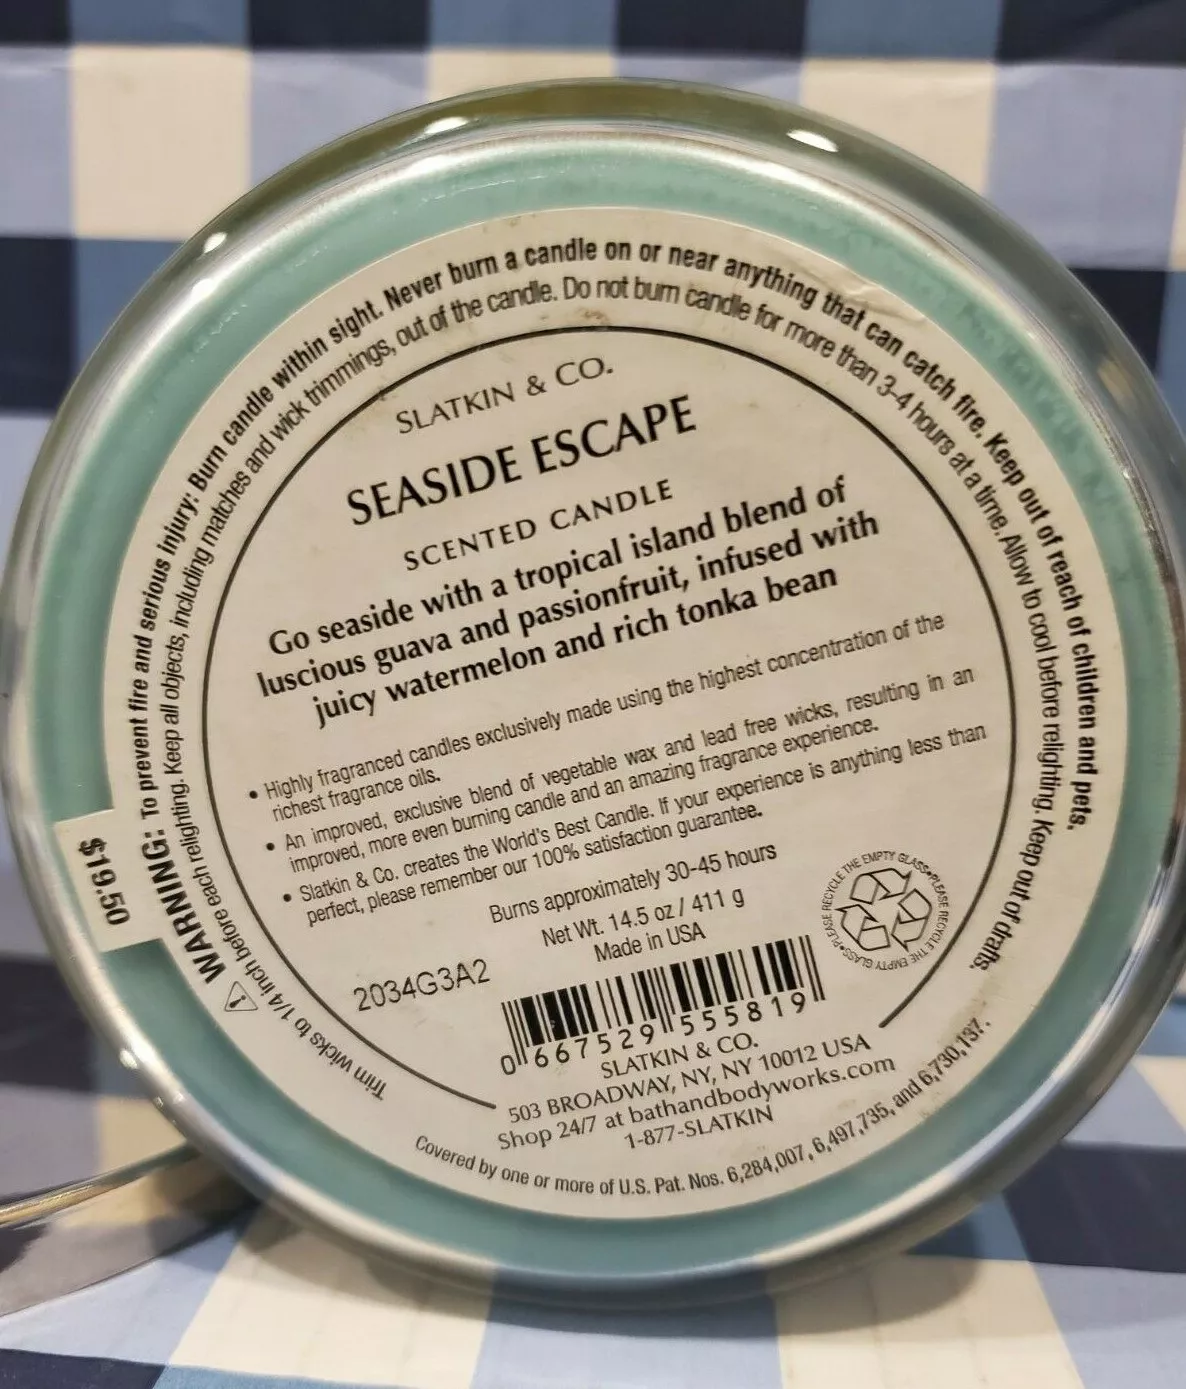 WARNING: To prevent fire and serious injury: Burn candle within sight. Never burn a candle on or near anything that can catch fire. Keep out of reach of children and pets.
Trim wicks to 1/4 inch before each relighting. Keep all objects, including matches and wick trimmings, out of the candle. Do not burn candle for more than 3-4 hours at a time. Allow to cool before relighting. Keep out of drafts.
SLATKIN & CO.
SEASIDE ESCAPE
SCENTED CANDLE
Go seaside with a tropical island blend of
luscious guava and passionfruit, infused with
juicy watermelon and rich tonka bean
• Highly fragranced candles exclusively made using the highest concentration of the
richest fragrance oils.
• An improved, exclusive blend of vegetable wax and lead free wicks, resulting in an
improved, more even burning candle and an amazing fragrance experience.
• Slatkin & Co. creates the World's Best Candle. If your experience is anything less than
perfect, please remember our 100% satisfaction guarantee.
Burns approximately 30-45 hours
Net Wt. 14.5 oz / 411 g
Made in USA
PLEASE RECYCLE THE EMPTY GLASS•PLEASE RECYCLE THE EMPTY GLASS•
2034G3A2
$19.50
0 667529 555819
SLATKIN & CO.
503 BROADWAY, NY, NY 10012 USA
Shop 24/7 at bathandbodyworks.com
1-877-SLATKIN
Covered by one or more of U.S. Pat. Nos. 6,284,007, 6,497,735, and 6,730,137.